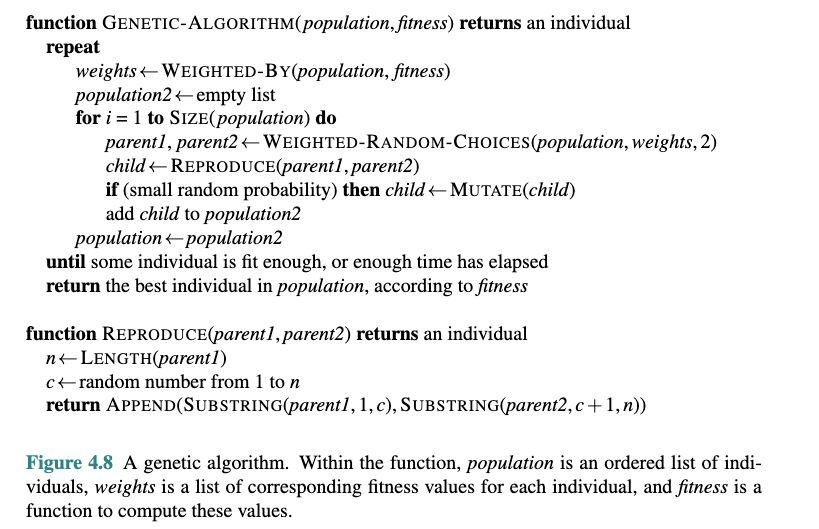 function GENETIC-ALGORITHM(population, fitness) returns an individual
repeat
weights ← WEIGHTED-BY(population, fitness)
population2 ← empty list
for i = 1 to SIZE(population) do
parent1, parent2 ← WEIGHTED-RANDOM-CHOICES(population, weights, 2)
child ← REPRODUCE(parent1, parent2)
if (small random probability) then child ← MUTATE(child)
add child to population2
population ← population2
until some individual is fit enough, or enough time has elapsed
return the best individual in population, according to fitness
function REPRODUCE(parent1, parent2) returns an individual
n ← LENGTH(parent1)
c ← random number from 1 to n
return APPEND(SUBSTRING(parent1, 1, c), SUBSTRING(parent2, c + 1, n))
Figure 4.8 A genetic algorithm. Within the function, population is an ordered list of indi-
viduals, weights is a list of corresponding fitness values for each individual, and fitness is a
function to compute these values.